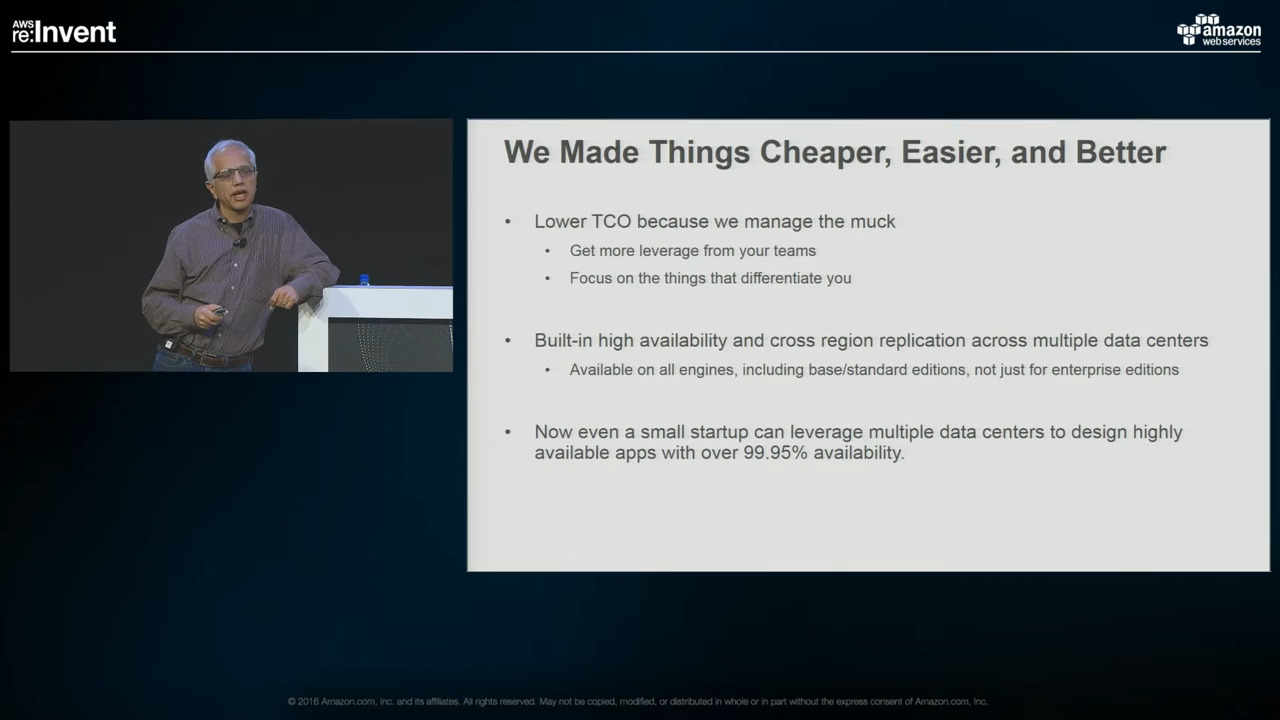 AWS
re:Invent
amazon
web services
We Made Things Cheaper, Easier, and Better
• Lower TCO because we manage the muck
• Get more leverage from your teams
• Focus on the things that differentiate you
• Built-in high availability and cross region replication across multiple data centers
• Available on all engines, including base/standard editions, not just for enterprise editions
• Now even a small startup can leverage multiple data centers to design highly
available apps with over 99.95% availability.
© 2016 Amazon.com, Inc. and its affiliates. All rights reserved. May not be copied, modified, or distributed in whole or in part without the express consent of Amazon.com, Inc.